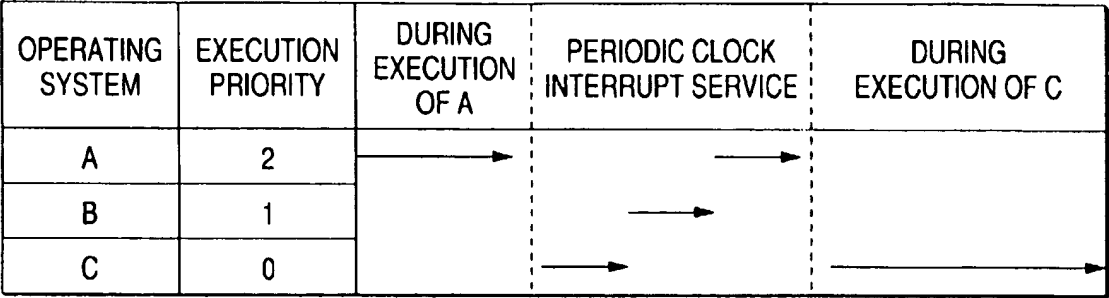 OPERATING
SYSTEM
EXECUTION
PRIORITY
DURING
EXECUTION
OF A
PERIODIC CLOCK
INTERRUPT SERVICE
DURING
EXECUTION OF C
A
2
B
1
C
0